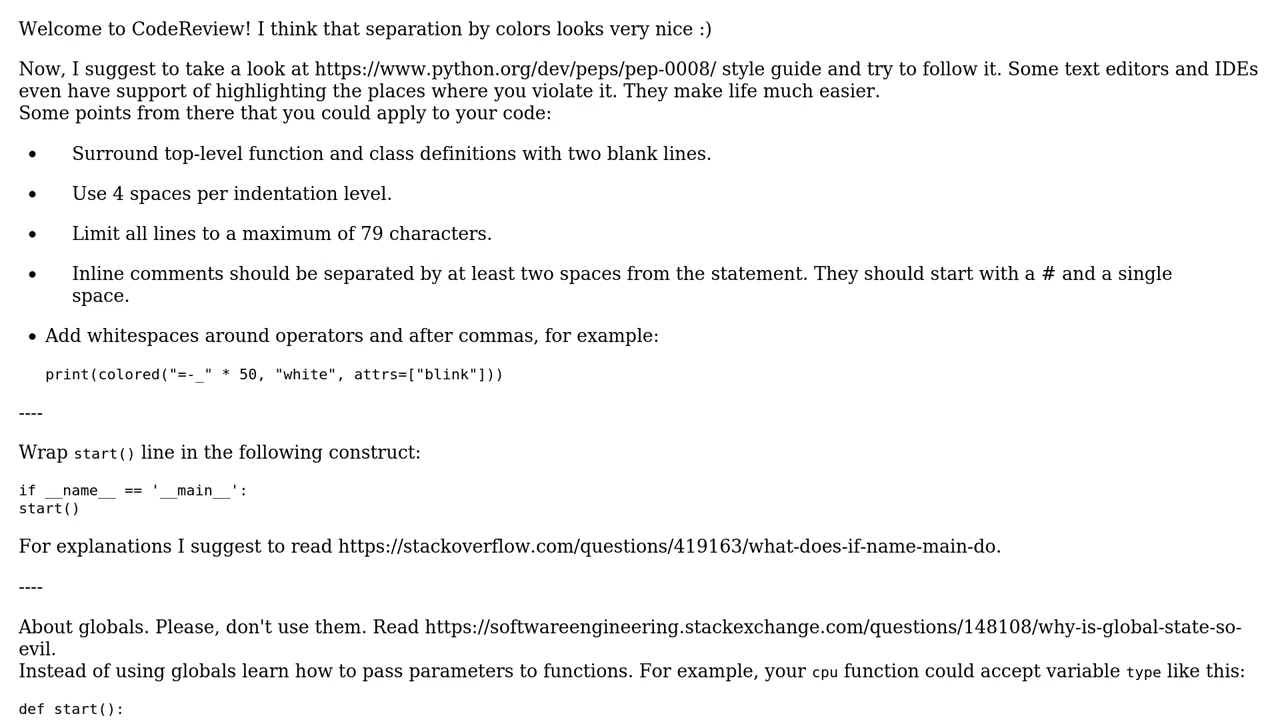 Welcome to CodeReview! I think that separation by colors looks very nice :)
Now, I suggest to take a look at https://www.python.org/dev/peps/pep-0008/ style guide and try to follow it. Some text editors and IDEs
even have support of highlighting the places where you violate it. They make life much easier.
Some points from there that you could apply to your code:
• Surround top-level function and class definitions with two blank lines.
• Use 4 spaces per indentation level.
• Limit all lines to a maximum of 79 characters.
• Inline comments should be separated by at least two spaces from the statement. They should start with a # and a single
space.
• Add whitespaces around operators and after commas, for example:
print(colored("=-_" * 50, "white", attrs=["blink"]))
----
Wrap start() line in the following construct:
if __name__ == '__main__':
start()
For explanations I suggest to read https://stackoverflow.com/questions/419163/what-does-if-name-main-do.
----
About globals. Please, don't use them. Read https://softwareengineering.stackexchange.com/questions/148108/why-is-global-state-so-
evil.
Instead of using globals learn how to pass parameters to functions. For example, your cpu function could accept variable type like this:
def start():